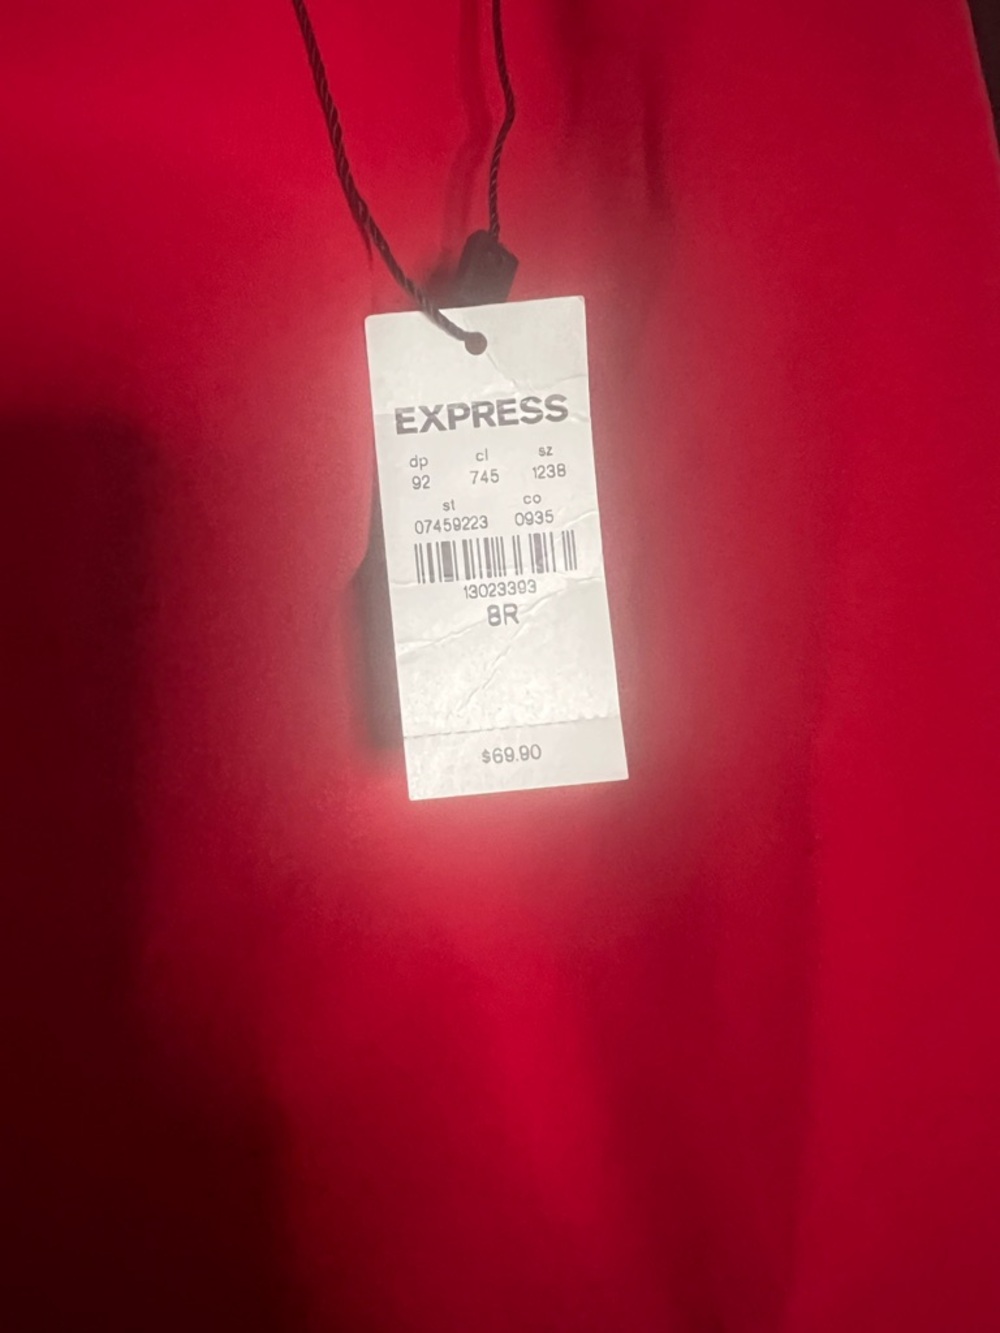 EXPRESS
dp cl sz
92 745 1238
st co
07459223 0935
13023393
8R
$69.90